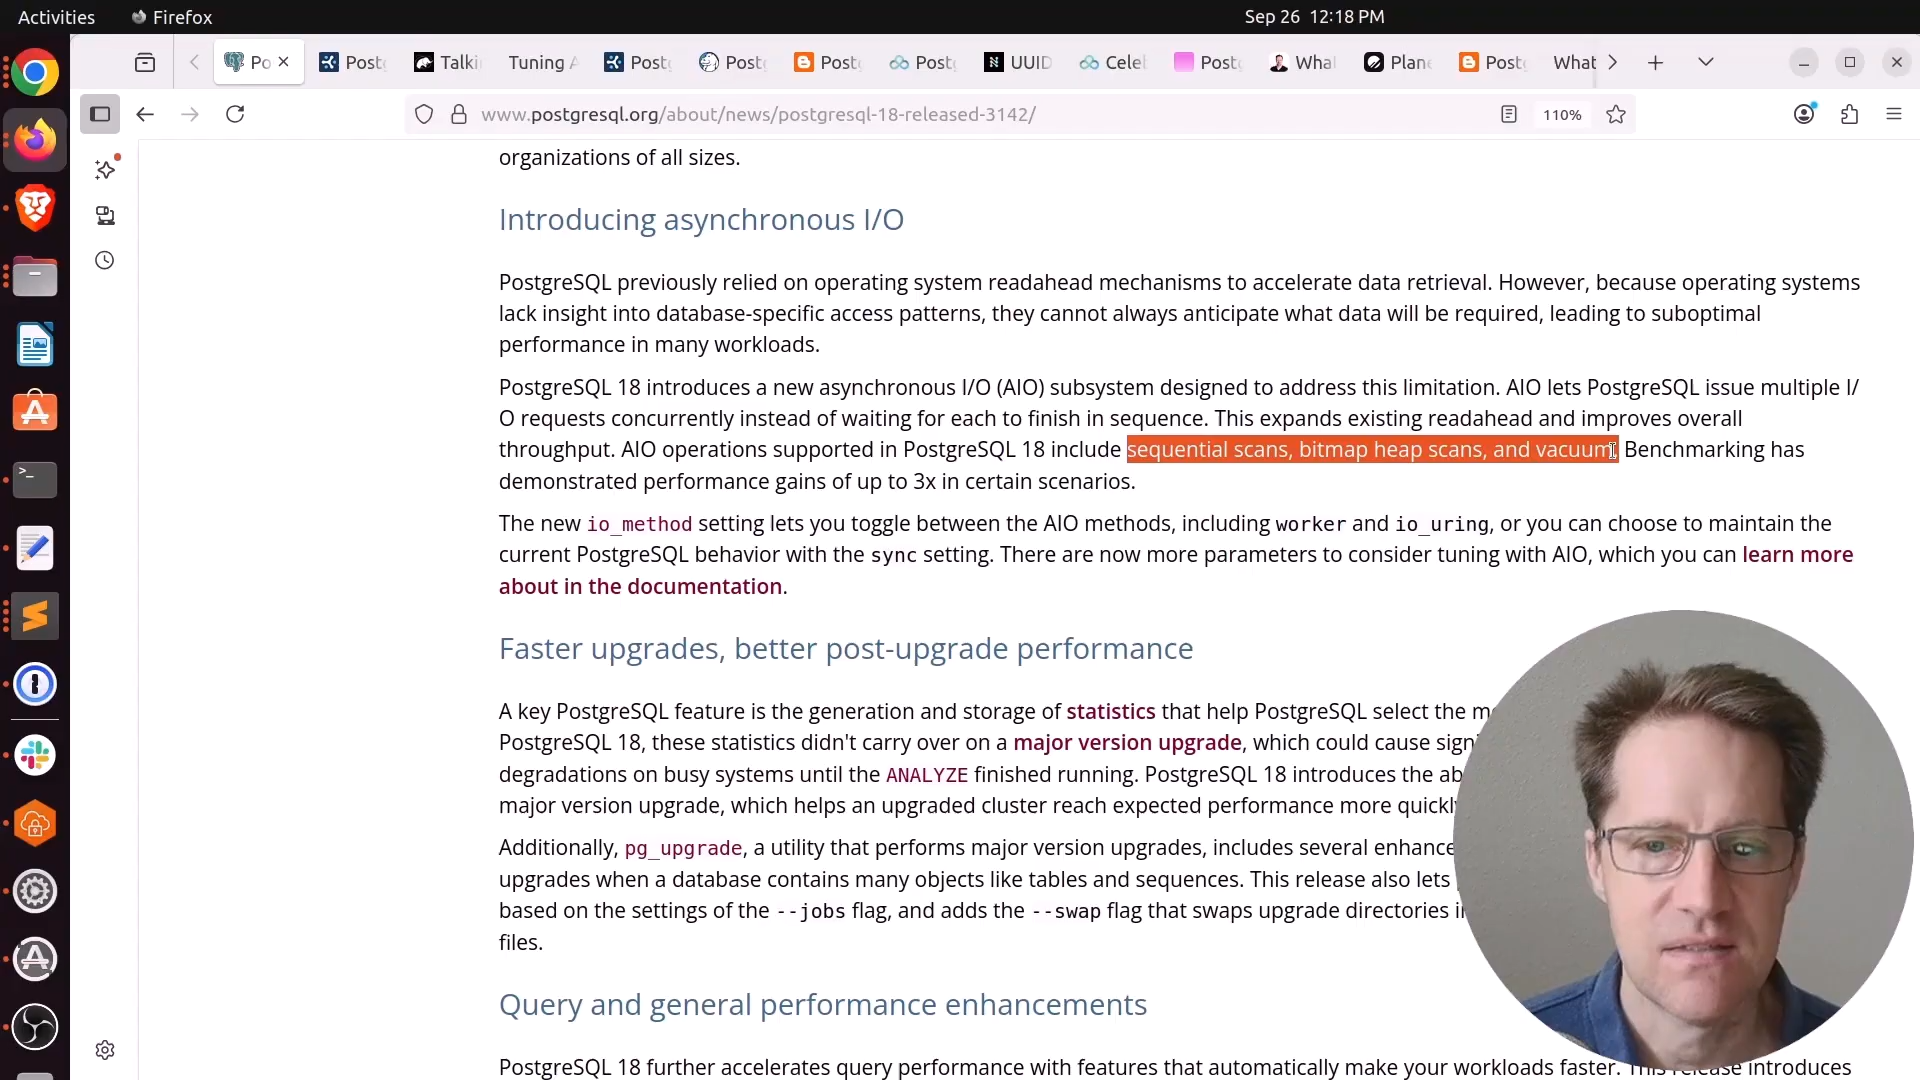 Activities
Firefox
Sep 26 12:18 PM
Po
Post
Talki
Tuning A
Post
Post
Post
Post
UUID
Celel
Post
Wha
Plane
Post
What
www.postgresql.org/about/news/postgresql-18-released-3142/
110%
organizations of all sizes.
Introducing asynchronous I/O
PostgreSQL previously relied on operating system readahead mechanisms to accelerate data retrieval. However, because operating systems
lack insight into database-specific access patterns, they cannot always anticipate what data will be required, leading to suboptimal
performance in many workloads.
PostgreSQL 18 introduces a new asynchronous I/O (AIO) subsystem designed to address this limitation. AIO lets PostgreSQL issue multiple I/
O requests concurrently instead of waiting for each to finish in sequence. This expands existing readahead and improves overall
throughput. AIO operations supported in PostgreSQL 18 include sequential scans, bitmap heap scans, and vacuum. Benchmarking has
demonstrated performance gains of up to 3x in certain scenarios.
The new io_method setting lets you toggle between the AIO methods, including worker and io_uring, or you can choose to maintain the
current PostgreSQL behavior with the sync setting. There are now more parameters to consider tuning with AIO, which you can learn more
about in the documentation.
Faster upgrades, better post-upgrade performance
A key PostgreSQL feature is the generation and storage of statistics that help PostgreSQL select the m
PostgreSQL 18, these statistics didn't carry over on a major version upgrade, which could cause signi
degradations on busy systems until the ANALYZE finished running. PostgreSQL 18 introduces the ab
major version upgrade, which helps an upgraded cluster reach expected performance more quickl
Additionally, pg_upgrade, a utility that performs major version upgrades, includes several enhance
upgrades when a database contains many objects like tables and sequences. This release also lets
based on the settings of the --jobs flag, and adds the --swap flag that swaps upgrade directories i
files.
Query and general performance enhancements
PostgreSQL 18 further accelerates query performance with features that automatically make your workloads faster. This release introduces